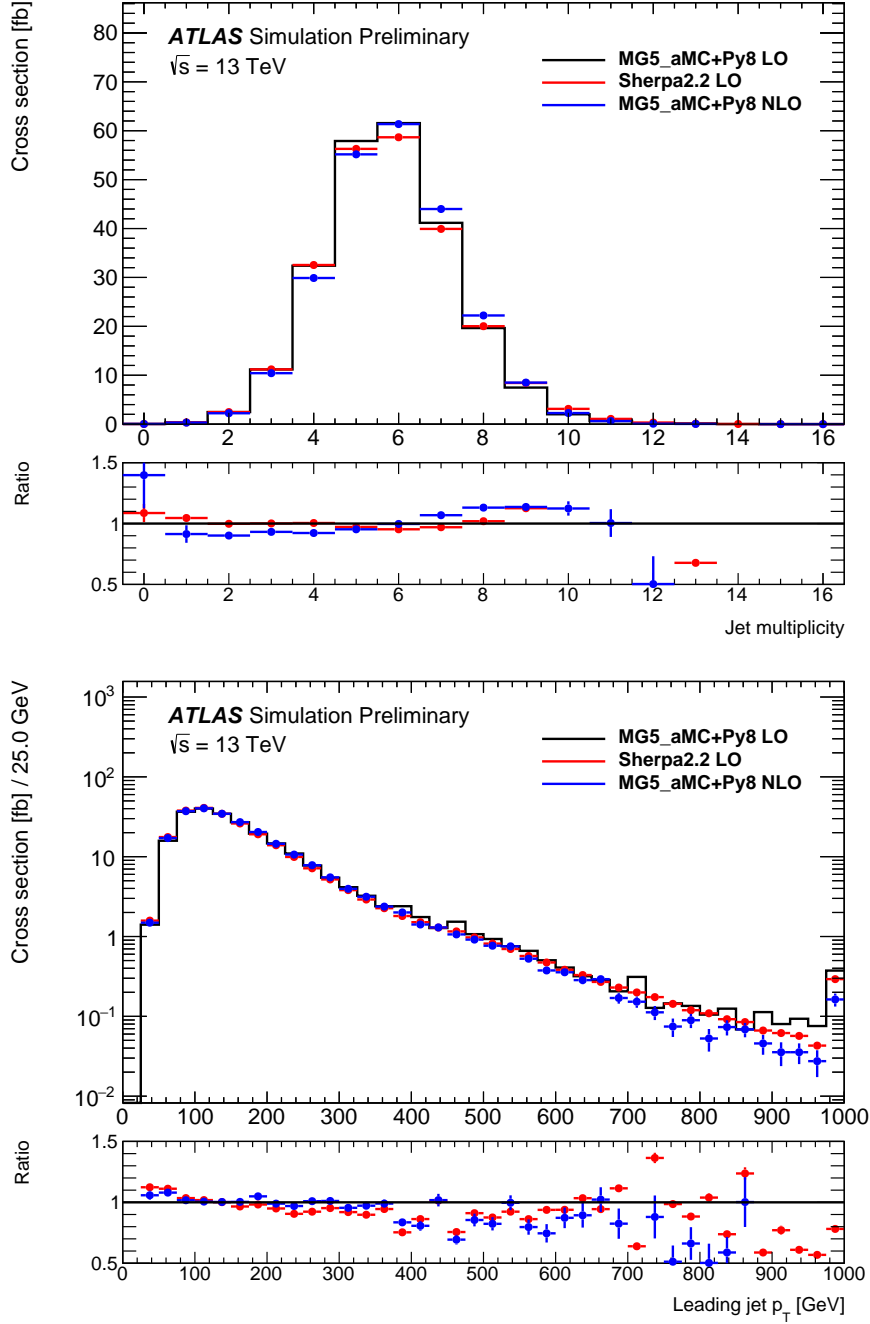 Cross section [fb]
80
70
60
50
40
30
20
10
0
ATLAS Simulation Preliminary
√s = 13 TeV
MG5_aMC+Py8 LO
Sherpa2.2 LO
MG5_aMC+Py8 NLO
0 2 4 6 8 10 12 14 16
Ratio
1.5
1
0.5
0 2 4 6 8 10 12 14 16
Jet multiplicity
Cross section [fb] / 25.0 GeV
10³
10²
10
1
10⁻¹
10⁻²
ATLAS Simulation Preliminary
√s = 13 TeV
MG5_aMC+Py8 LO
Sherpa2.2 LO
MG5_aMC+Py8 NLO
0 100 200 300 400 500 600 700 800 900 1000
Ratio
1.5
1
0.5
0 100 200 300 400 500 600 700 800 900 1000
Leading jet p_T [GeV]